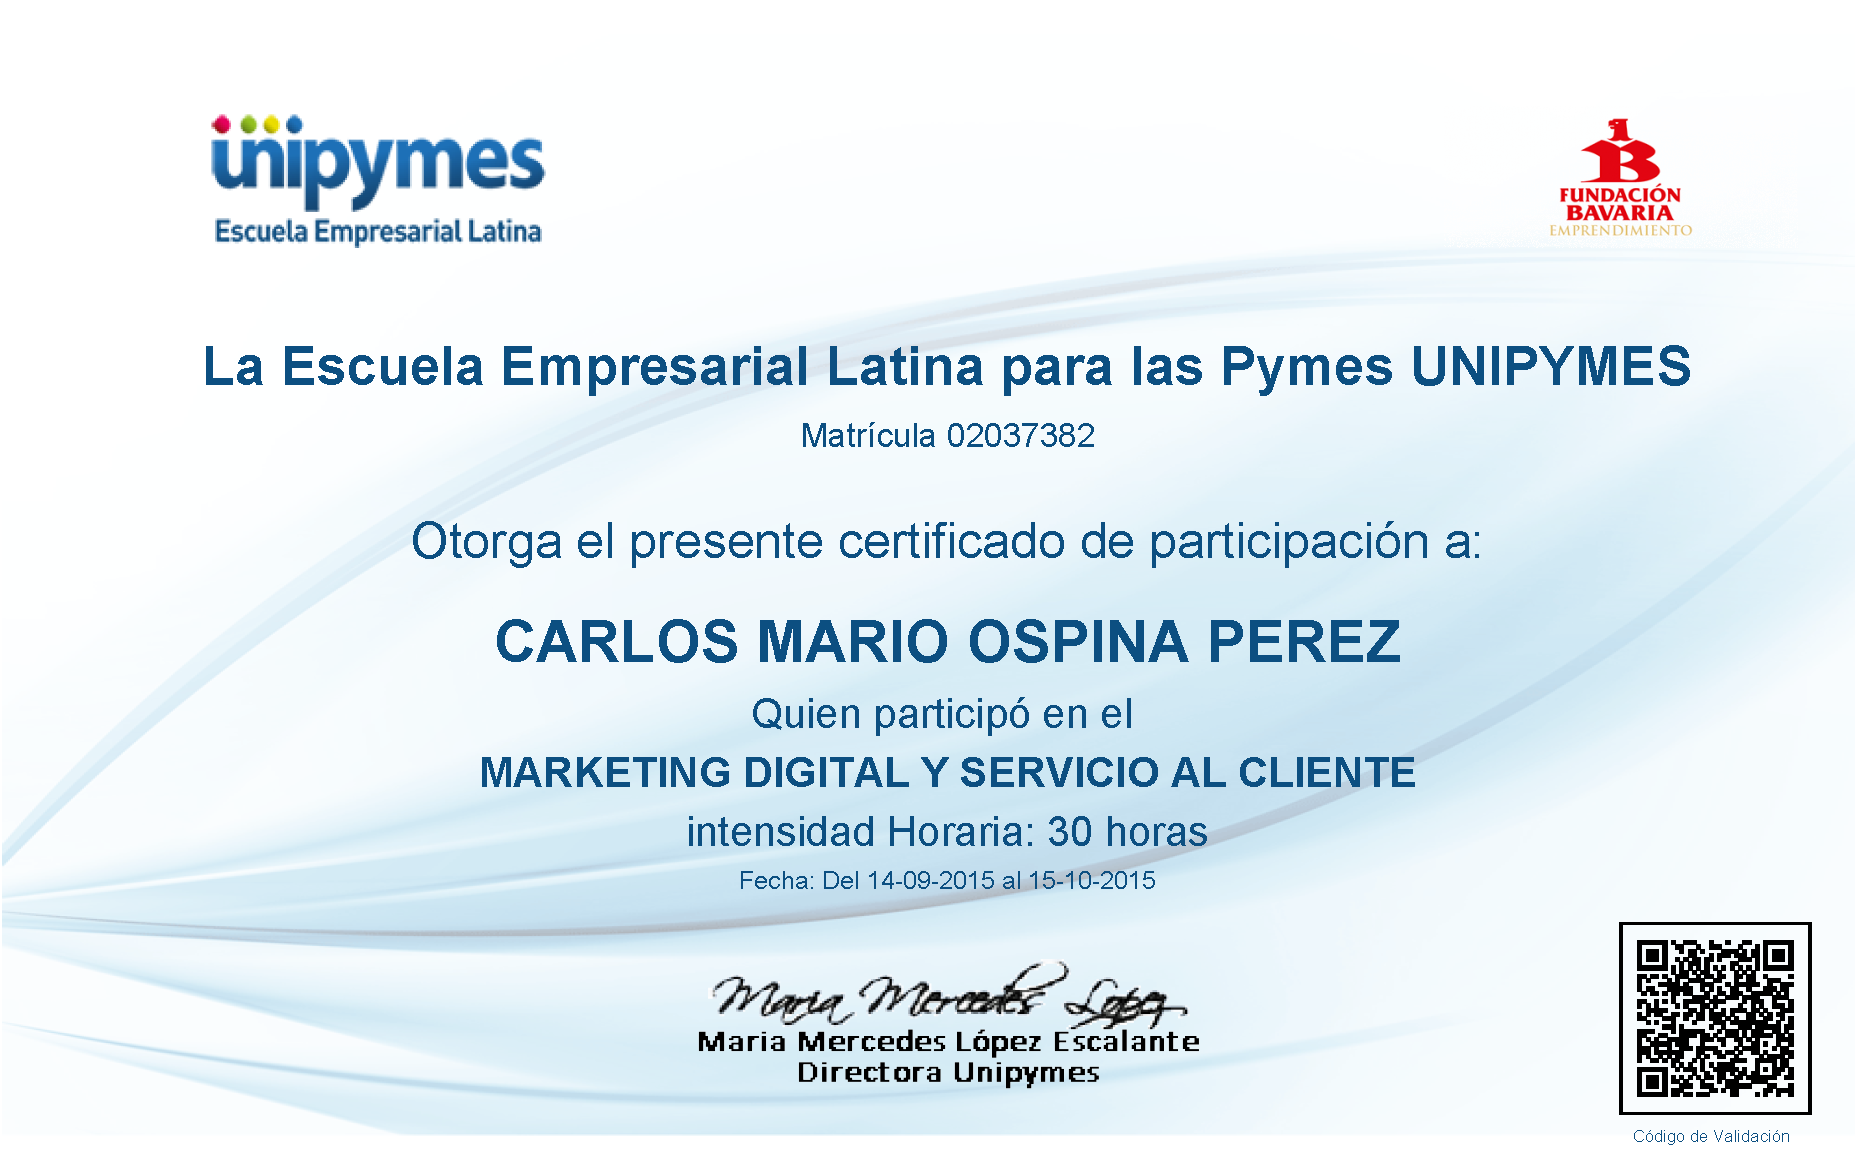 unipymes
Escuela Empresarial Latina
B
FUNDACIÓN
BAVARIA
EMPRENDIMIENTO
La Escuela Empresarial Latina para las Pymes UNIPYMES
Matrícula 02037382
Otorga el presente certificado de participación a:
CARLOS MARIO OSPINA PEREZ
Quien participó en el
MARKETING DIGITAL Y SERVICIO AL CLIENTE
intensidad Horaria: 30 horas
Fecha: Del 14-09-2015 al 15-10-2015
Maria Mercedes Lopez
Maria Mercedes López Escalante
Directora Unipymes
Código de Validación